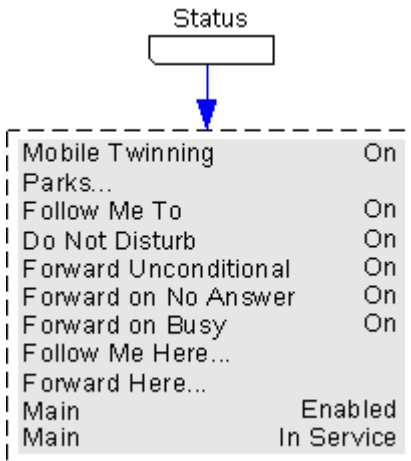 Status
Mobile Twinning On
Parks...
Follow Me To On
Do Not Disturb On
Forward Unconditional On
Forward on No Answer On
Forward on Busy On
Follow Me Here...
Forward Here...
Main Enabled
Main In Service